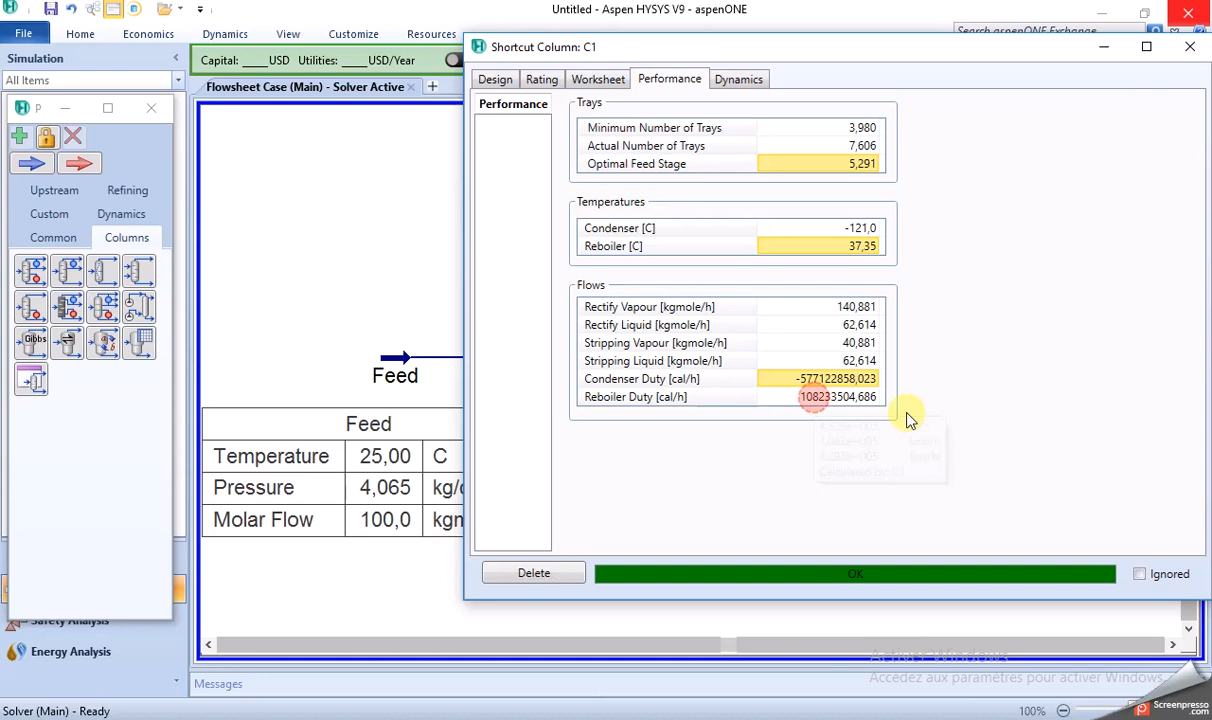 Untitled - Aspen HYSYS V9 - aspenONE
File Home Economics Dynamics View Customize Resources
Search aspenONE Exchange
Simulation
Capital: _____USD Utilities: _____USD/Year
All Items
Flowsheet Case (Main) - Solver Active
P
Upstream Refining
Custom Dynamics
Common Columns
Gibbs
Shortcut Column: C1
Design Rating Worksheet Performance Dynamics
Performance
Trays
Minimum Number of Trays 3,980
Actual Number of Trays 7,606
Optimal Feed Stage 5,291
Temperatures
Condenser [C] -121,0
Reboiler [C] 37,35
Flows
Rectify Vapour [kgmole/h] 140,881
Rectify Liquid [kgmole/h] 62,614
Stripping Vapour [kgmole/h] 40,881
Stripping Liquid [kgmole/h] 62,614
Condenser Duty [cal/h] -577122858,023
Reboiler Duty [cal/h] 108233504,686
Feed
Feed
Temperature 25,00 C
Pressure 4,065 kg/c
Molar Flow 100,0 kgm
Delete OK Ignored
Safety Analysis
Energy Analysis
Activer Windows
Accédez aux paramètres pour activer Windows.
Messages
Solver (Main) - Ready
100%
Screenpresso
.com